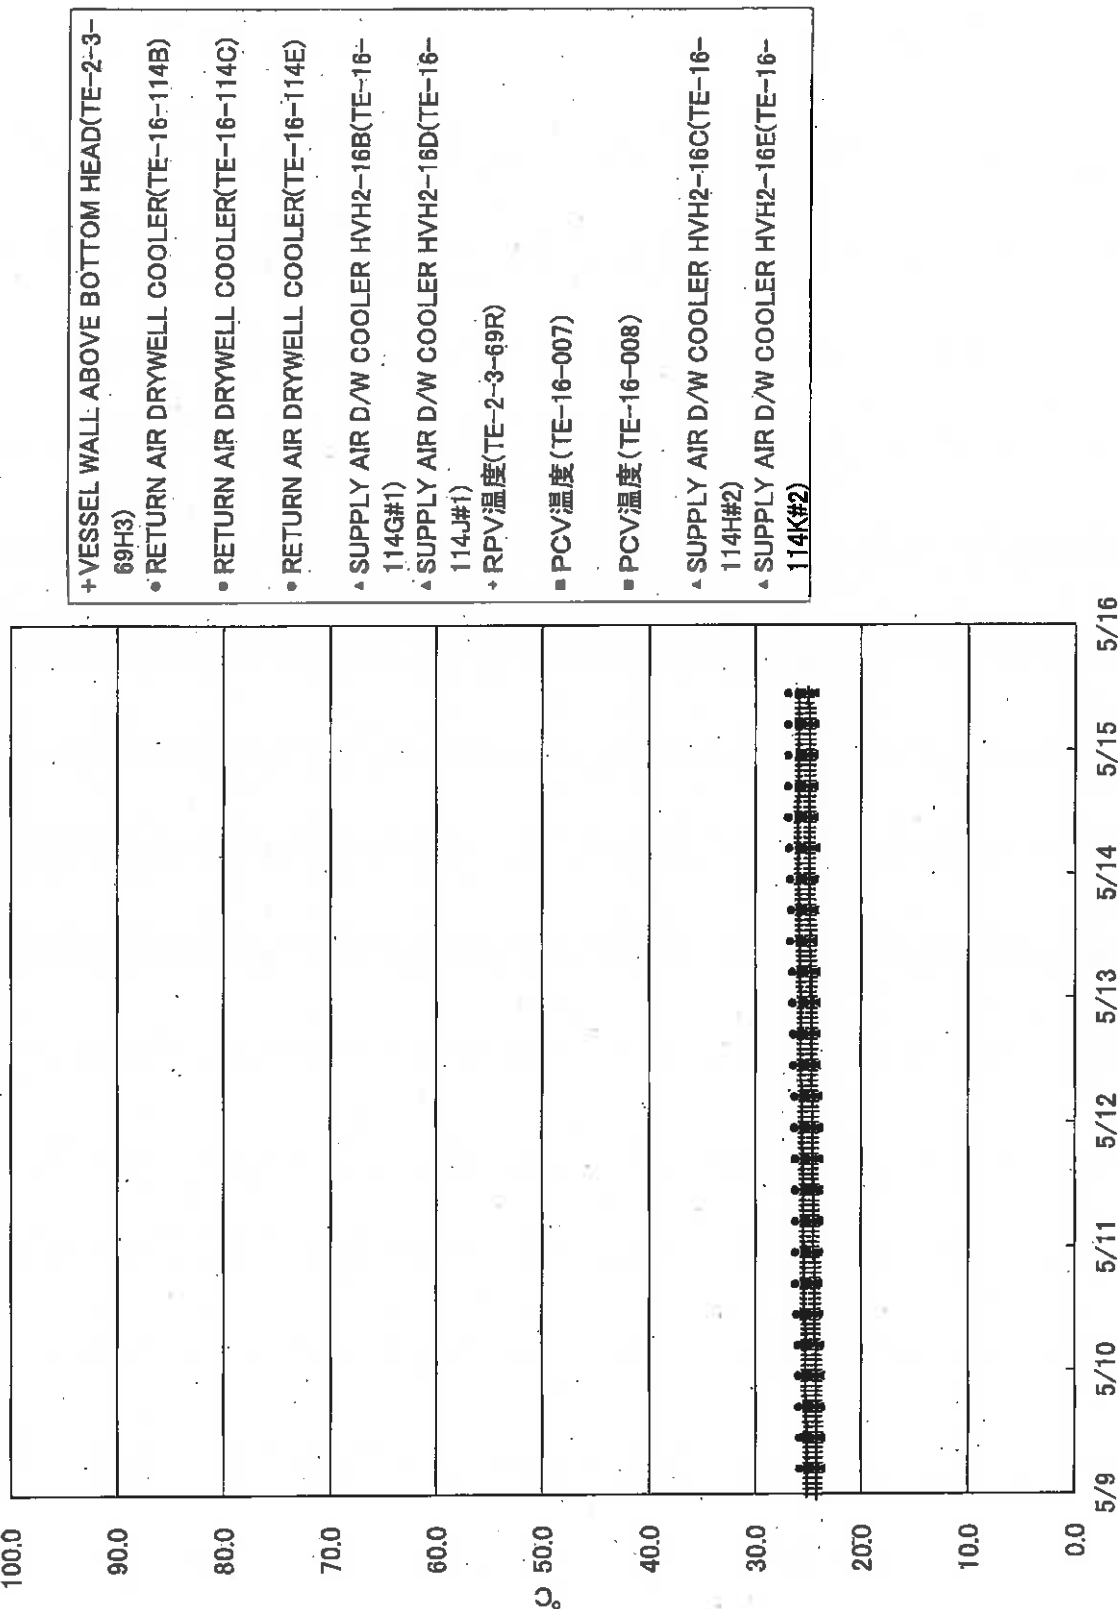 100.0
90.0
80.0
70.0
60.0
50.0
40.0
30.0
20.0
10.0
0.0
℃
5/9
5/10
5/11
5/12
5/13
5/14
5/15
5/16
+VESSEL WALL ABOVE BOTTOM HEAD(TE-2-3-
69H3)
●RETURN AIR DRYWELL COOLER(TE-16-114B)
●RETURN AIR DRYWELL COOLER(TE-16-114C)
●RETURN AIR DRYWELL COOLER(TE-16-114E)
▲SUPPLY AIR D/W COOLER HVH2-16B(TE-16-
114G#1)
▲SUPPLY AIR D/W COOLER HVH2-16D(TE-16-
114J#1)
+RPV温度(TE-2-3-69R)
■PCV温度(TE-16-007)
■PCV温度(TE-16-008)
▲SUPPLY AIR D/W COOLER HVH2-16C(TE-16-
114H#2)
▲SUPPLY AIR D/W COOLER HVH2-16E(TE-16-
114K#2)